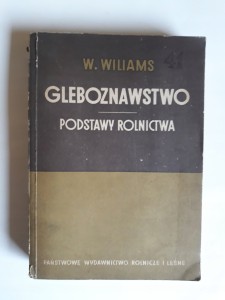 W. WILIAMS
GLEBOZNAWSTWO
PODSTAWY ROLNICTWA
PAŃSTWOWE WYDAWNICTWO ROLNICZE I LEŚNE